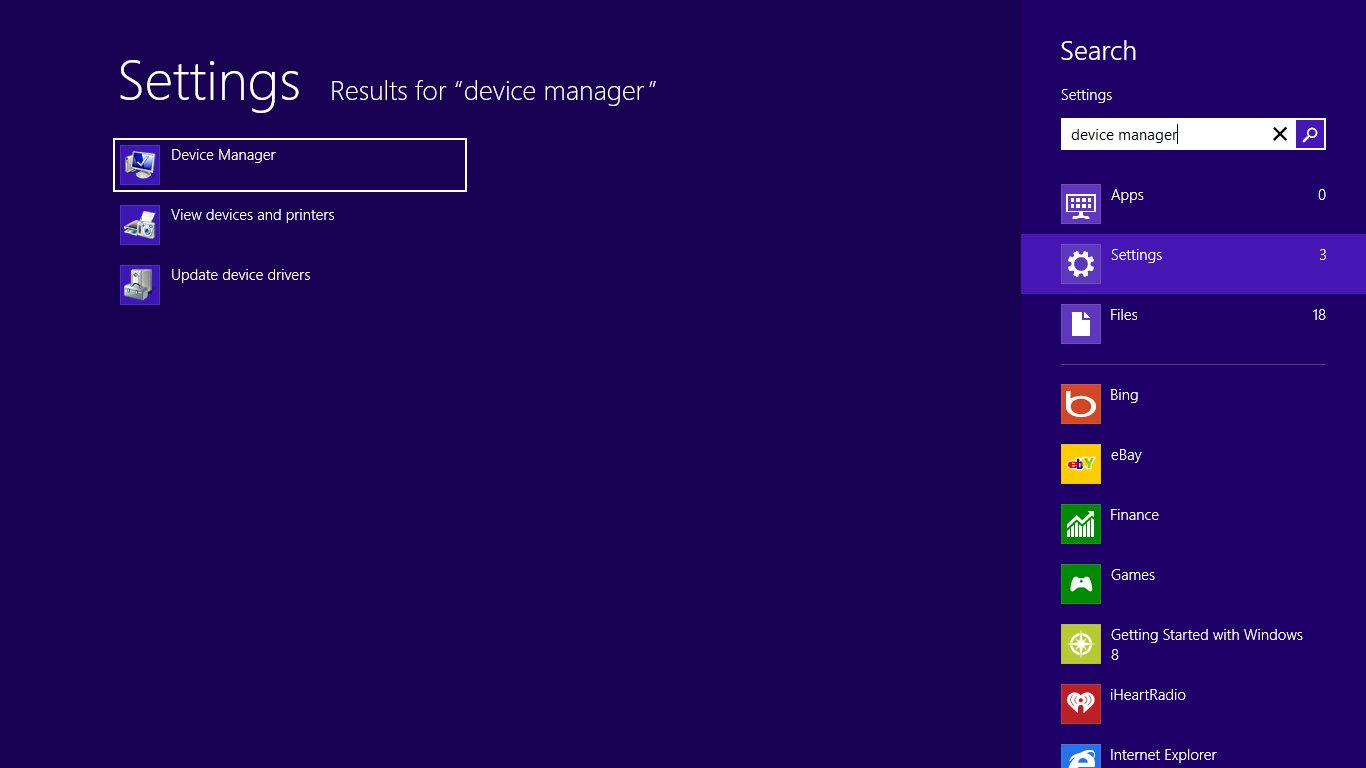 Settings Results for “device manager”
Device Manager
View devices and printers
Update device drivers
Search
Settings
device manager
Apps 0
Settings 3
Files 18
Bing
ebY
eBay
Finance
Games
Getting Started with Windows
8
iHeartRadio
Internet Explorer